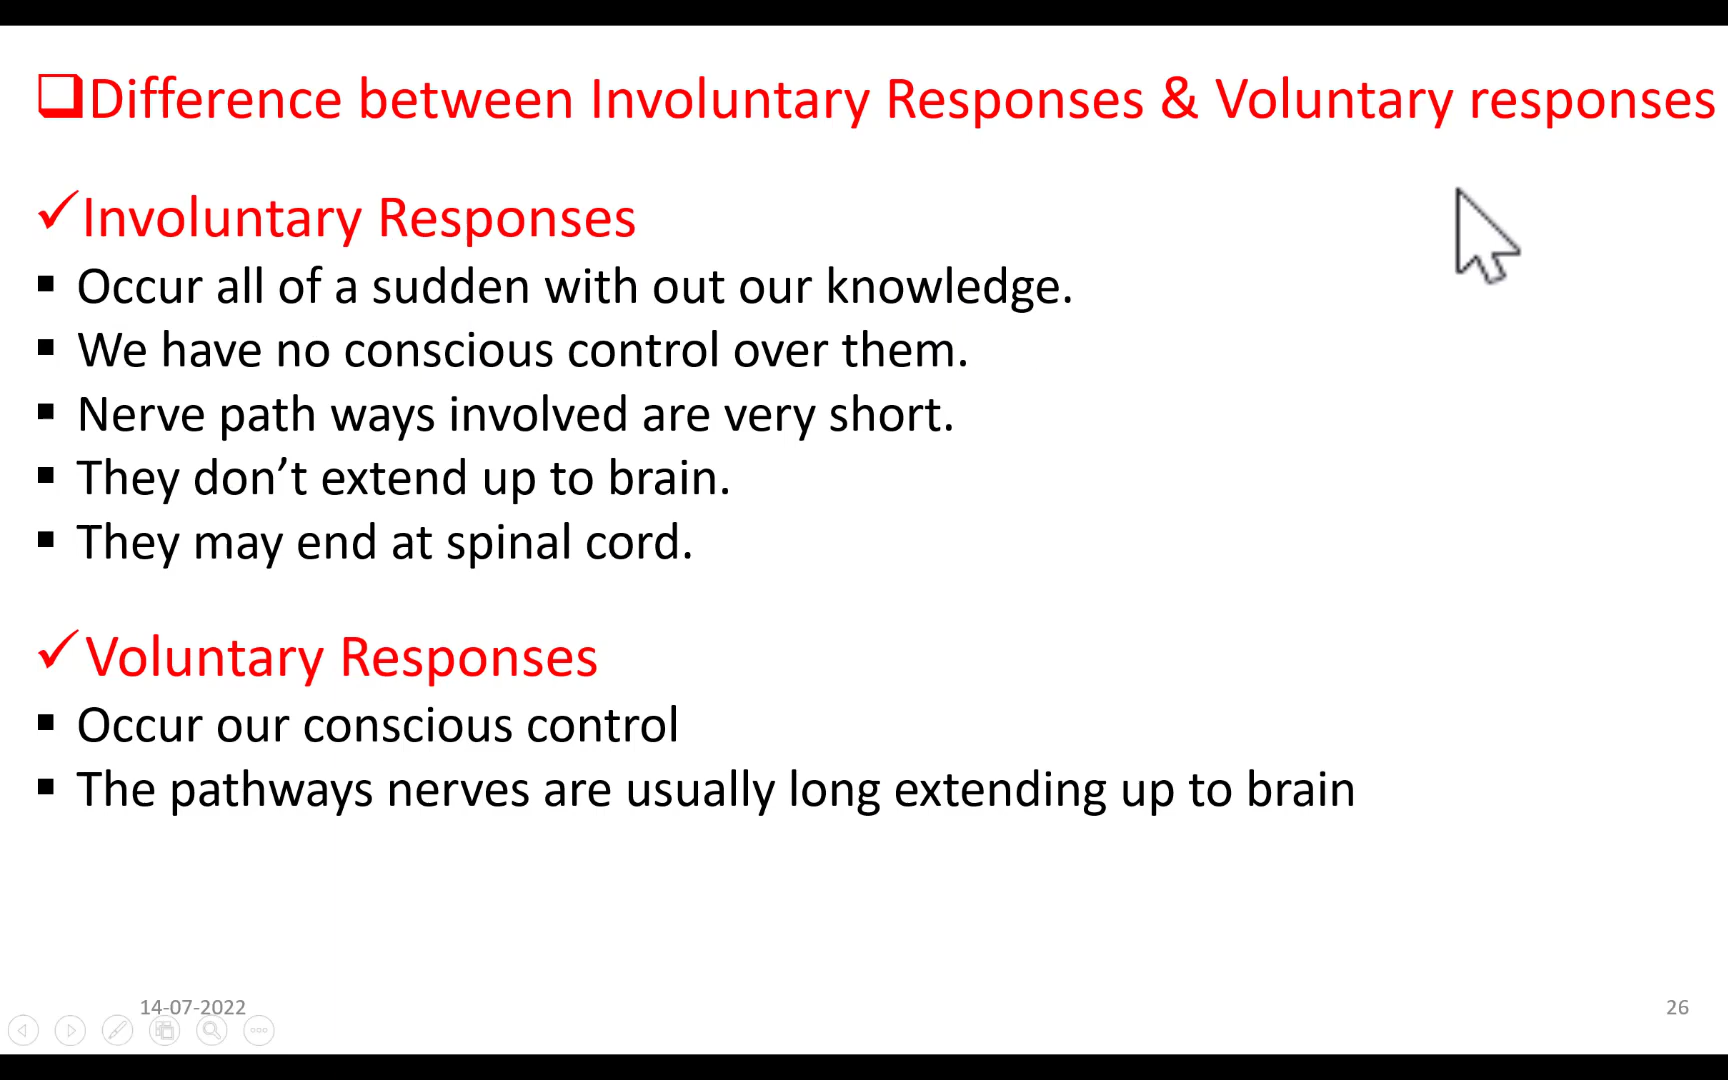 Difference between Involuntary Responses & Voluntary responses
Involuntary Responses
Occur all of a sudden with out our knowledge.
We have no conscious control over them.
Nerve path ways involved are very short.
They don’t extend up to brain.
They may end at spinal cord.
Voluntary Responses
Occur our conscious control
The pathways nerves are usually long extending up to brain
14-07-2022
26